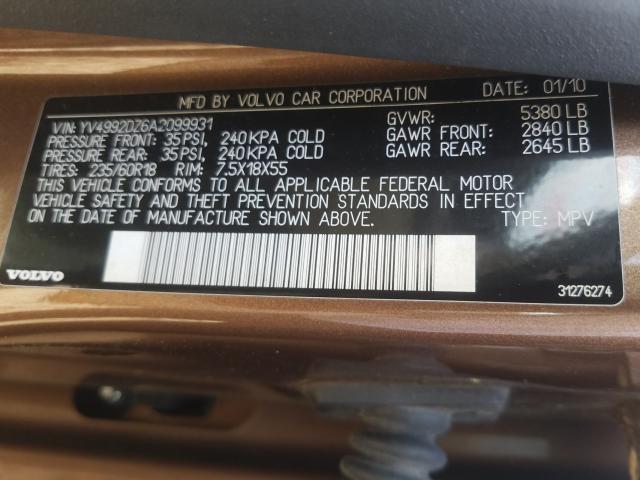 MFD BY VOLVO CAR CORPORATION DATE: 01/10
VIN: YV4992DZ6A2099931 GVWR: 5380 LB
PRESSURE FRONT: 35PSI, 240KPA COLD GAWR FRONT: 2840 LB
PRESSURE REAR: 35PSI, 240KPA COLD GAWR REAR: 2645 LB
TIRES: 235/60R18 RIM: 7.5X18X55
THIS VEHICLE CONFORMS TO ALL APPLICABLE FEDERAL MOTOR
VEHICLE SAFETY AND THEFT PREVENTION STANDARDS IN EFFECT
ON THE DATE OF MANUFACTURE SHOWN ABOVE. TYPE: MPV
VOLVO 31276274